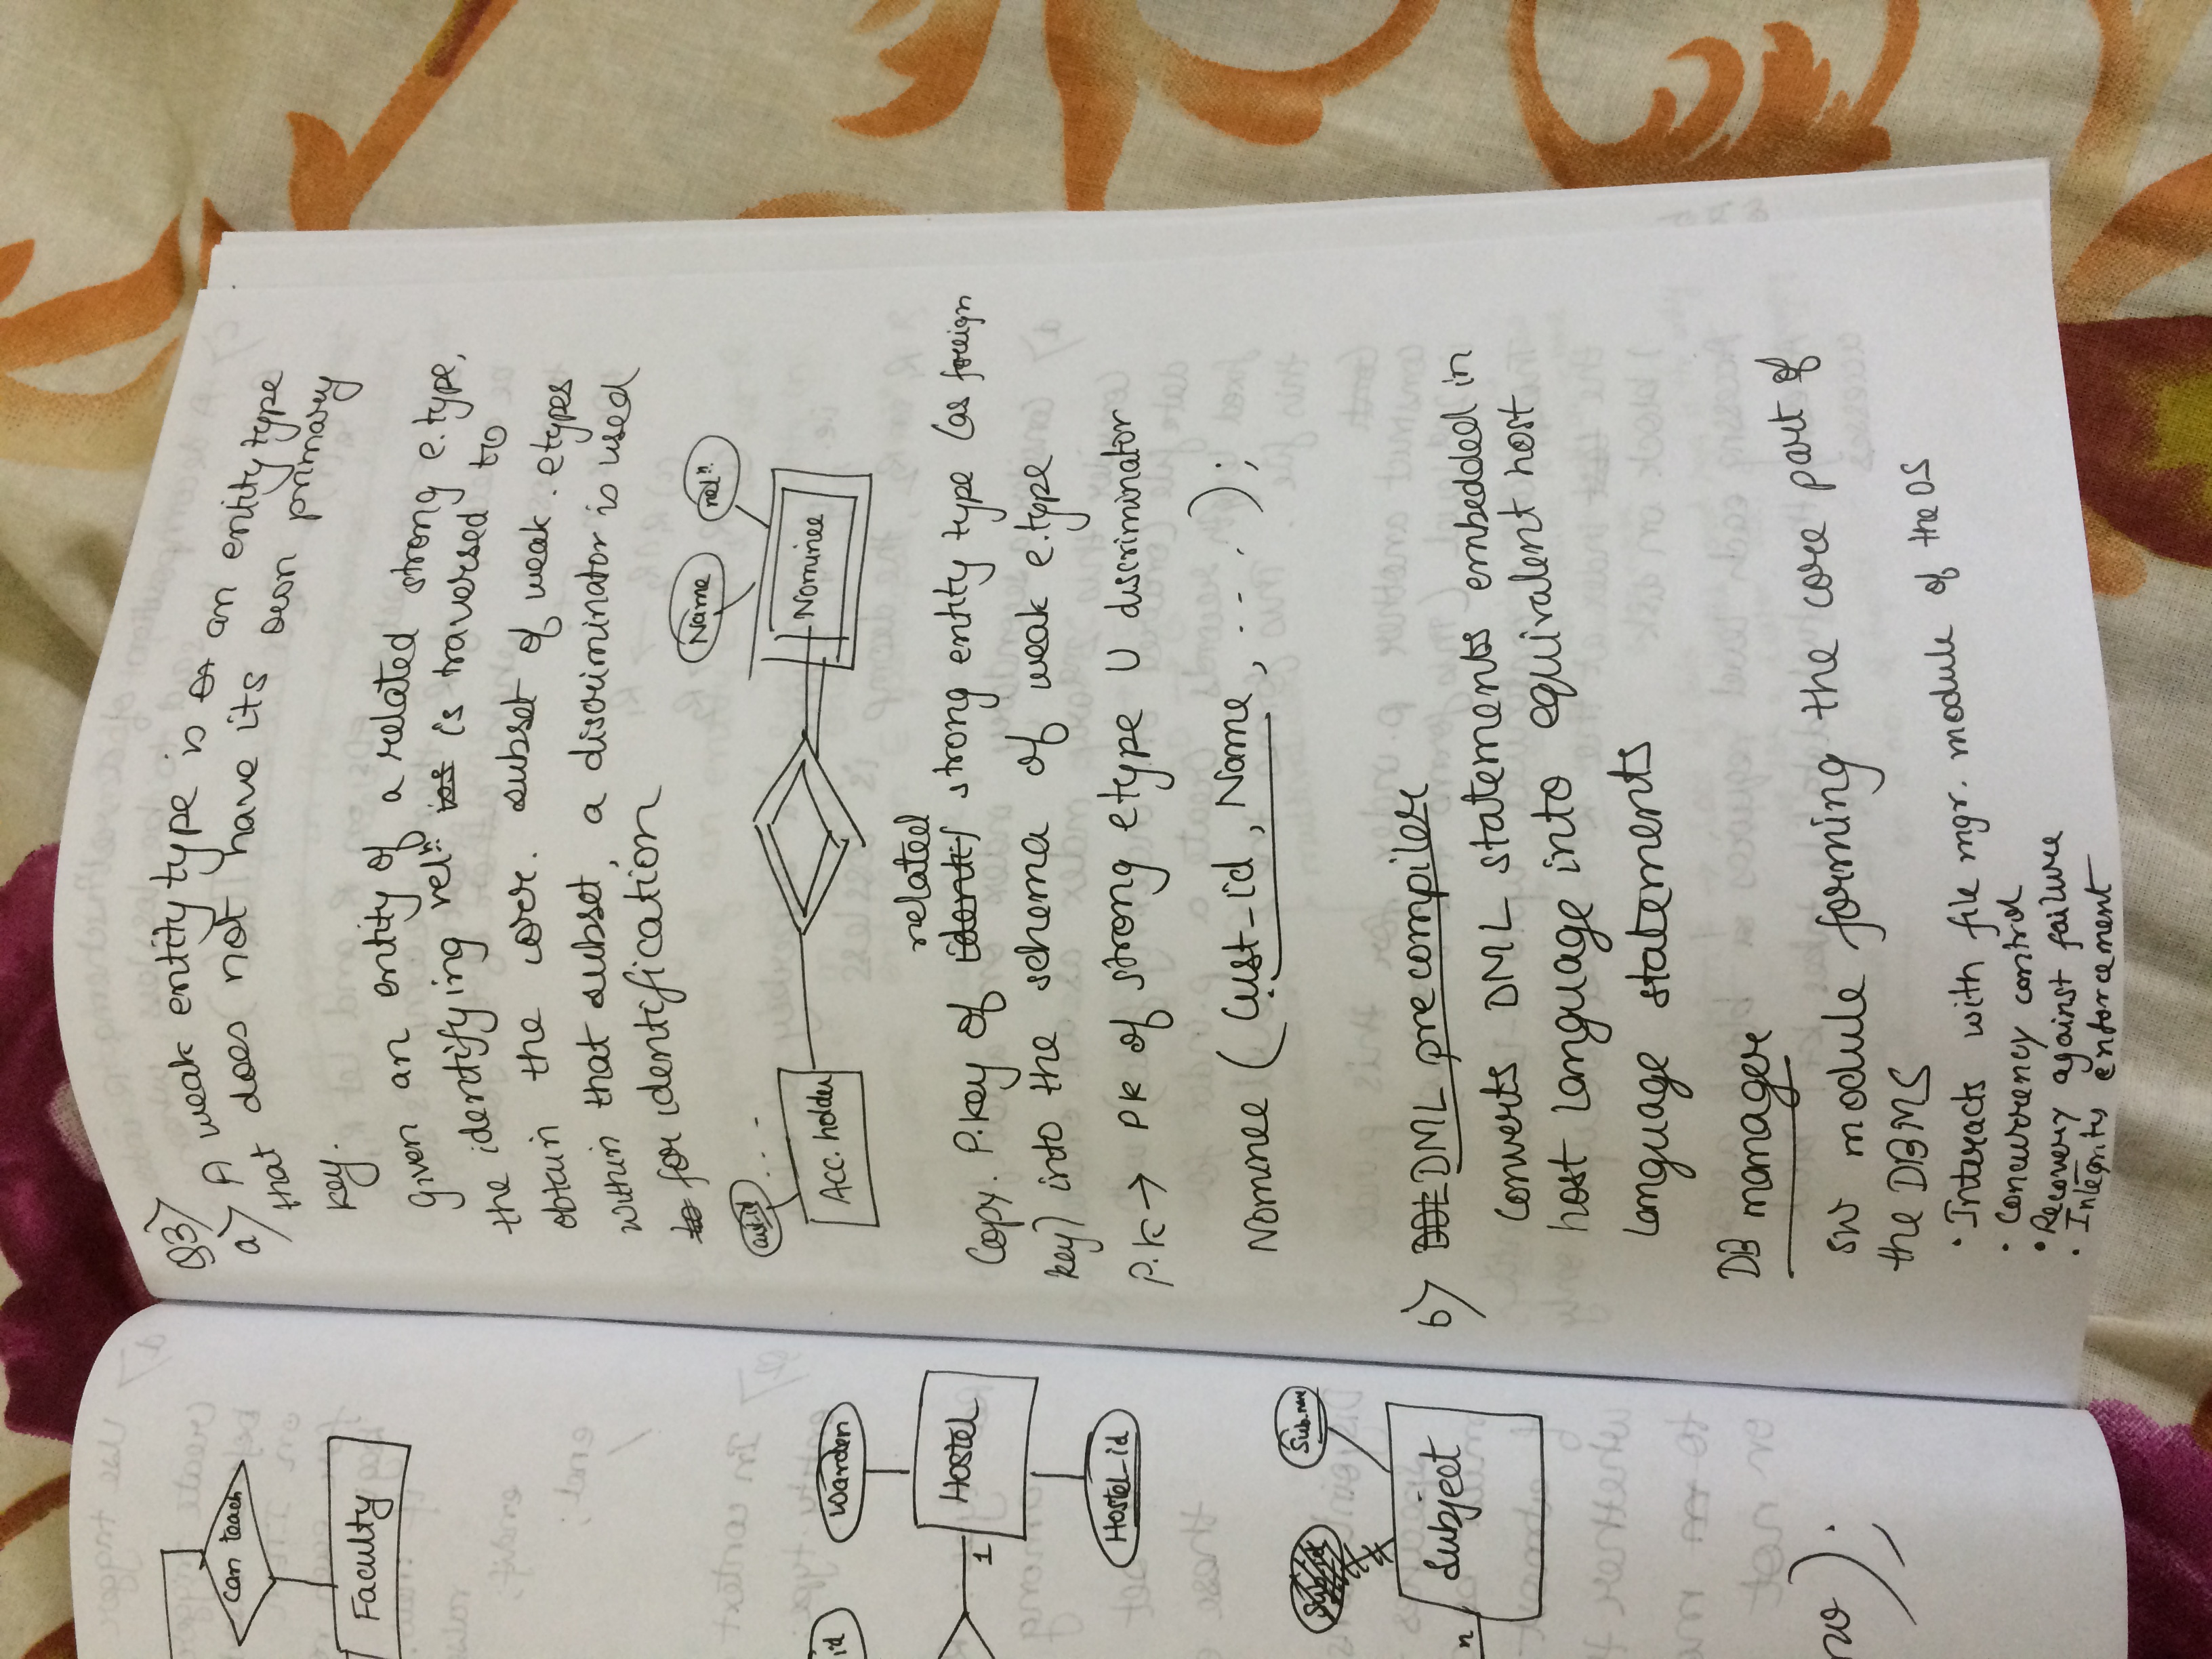 can teach
Faculty
id
Warden
Hostel
1
Hostel_id
Sub_id
Sub.name
Subject
n
no);
Q3)
a) A weak entity type is an entity type
that does not have its own primary
key.
Given an entity of a related strong e.type,
the identifying relⁿ. is traversed to
obtain the corr. subset of weak. etypes
within that subset, a discriminator is used
to for identification
Name
relⁿ.
Cust-id
....
Acc. holder
Nominee
related
Copy. P.key of identif strong entity type (as foreign
key) into the schema of weak e.type
P.K → PK of strong etype U discriminator
Nominee (Cust_id, Name, ....);
b) DDL DML precompiler
Converts DML statements embedded in
host language into equivalent host
language statements
DB manager
SW module forming the core part of
the DBMS
• Interacts with file mgr. module of the OS
• Concurrency control
• Recovery against failure
• Integrity enforcement